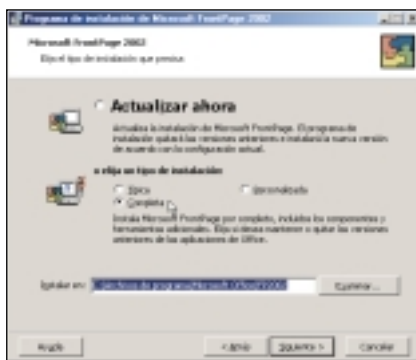 Programa de instalación de Microsoft FrontPage 2002
Microsoft FrontPage 2002
Elija el tipo de instalación que precisa
Actualizar ahora
Actualiza la instalación de Microsoft FrontPage. El programa de
instalación quitará las versiones anteriores e instalará la nueva versión
de acuerdo con la configuración actual.
o elija un tipo de instalación:
Típica
Personalizada
Completa
Instala Microsoft FrontPage por completo, incluidos los componentes y
herramientas adicionales. Elija si desea mantener o quitar las versiones
anteriores de las aplicaciones de Office.
Instalar en:
Examinar...
Ayuda
< Atrás
Siguiente >
Cancelar